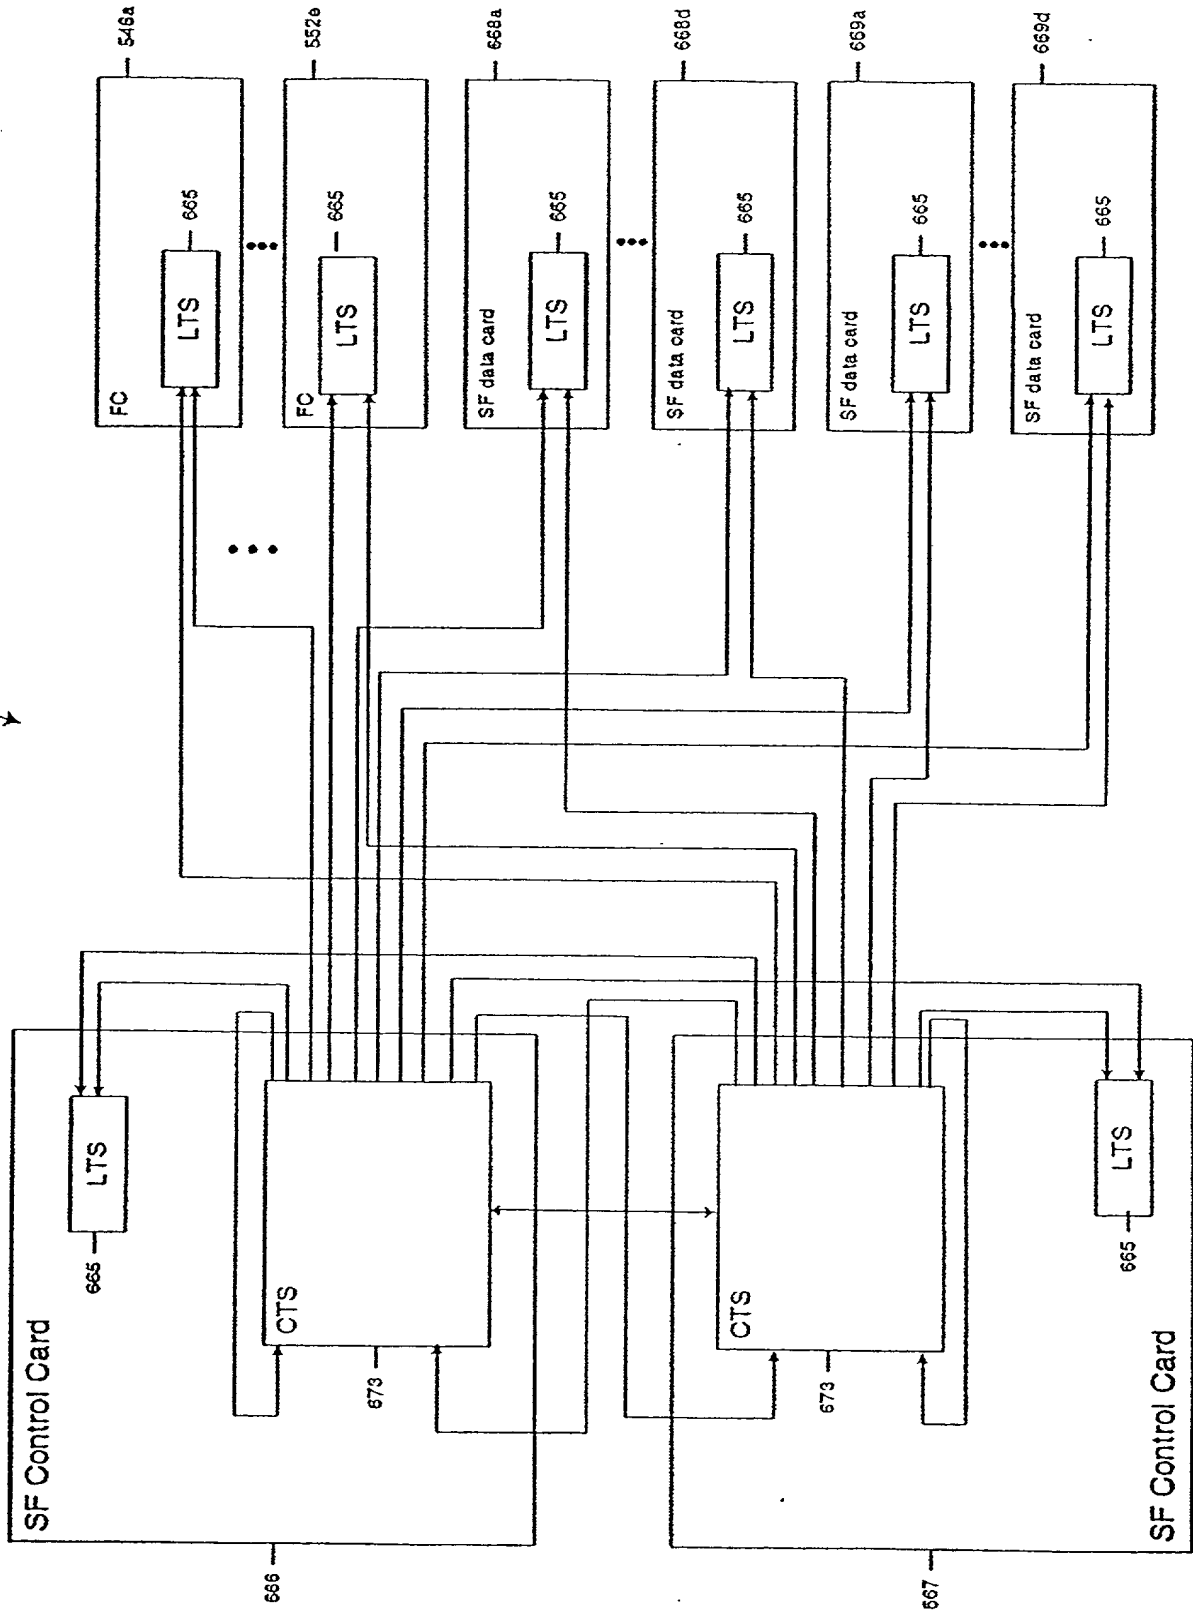 666
SF Control Card
665
LTS
CTS
673
667
SF Control Card
CTS
673
665
LTS
546a
FC
LTS
665
552e
FC
LTS
665
668a
SF data card
LTS
665
668d
SF data card
LTS
665
669a
SF data card
LTS
665
669d
SF data card
LTS
665